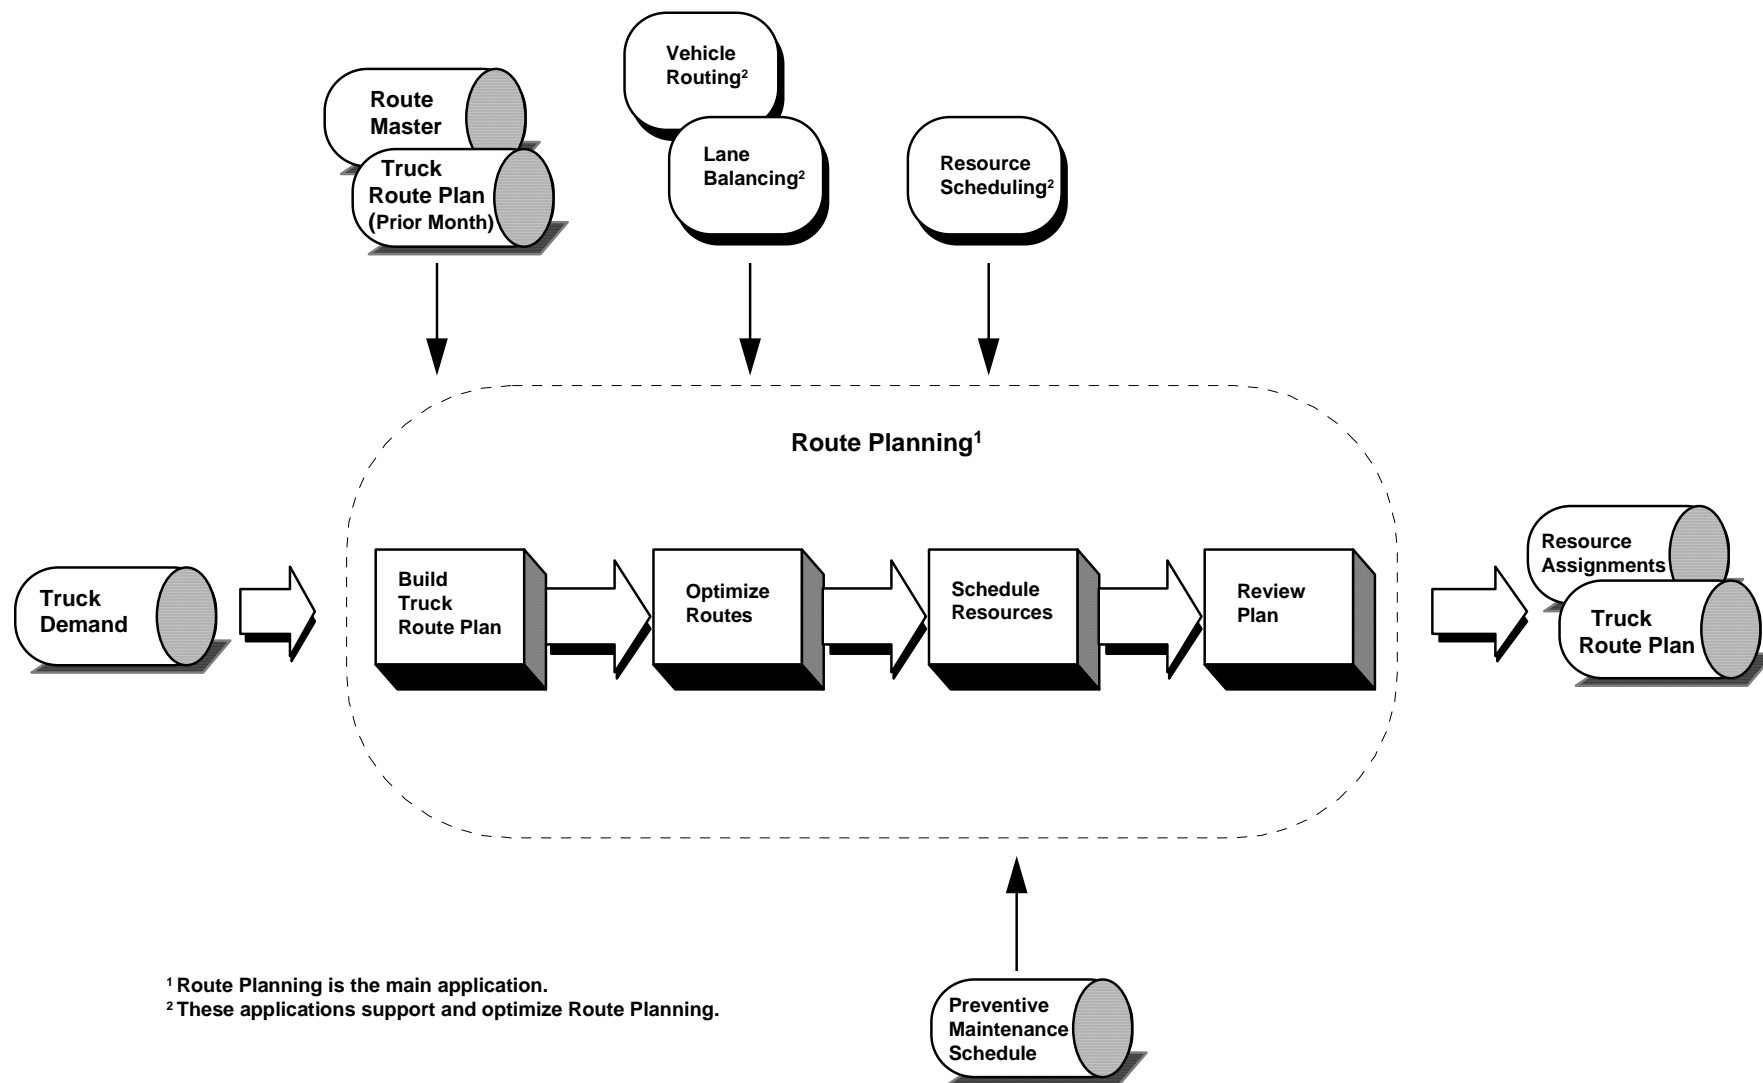 Vehicle
Routing²
Route
Master
Lane
Balancing²
Resource
Scheduling²
Truck
Route Plan
(Prior Month)
Route Planning¹
Truck
Demand
Build
Truck
Route Plan
Optimize
Routes
Schedule
Resources
Review
Plan
Resource
Assignments
Truck
Route Plan
¹ Route Planning is the main application.
² These applications support and optimize Route Planning.
Preventive
Maintenance
Schedule